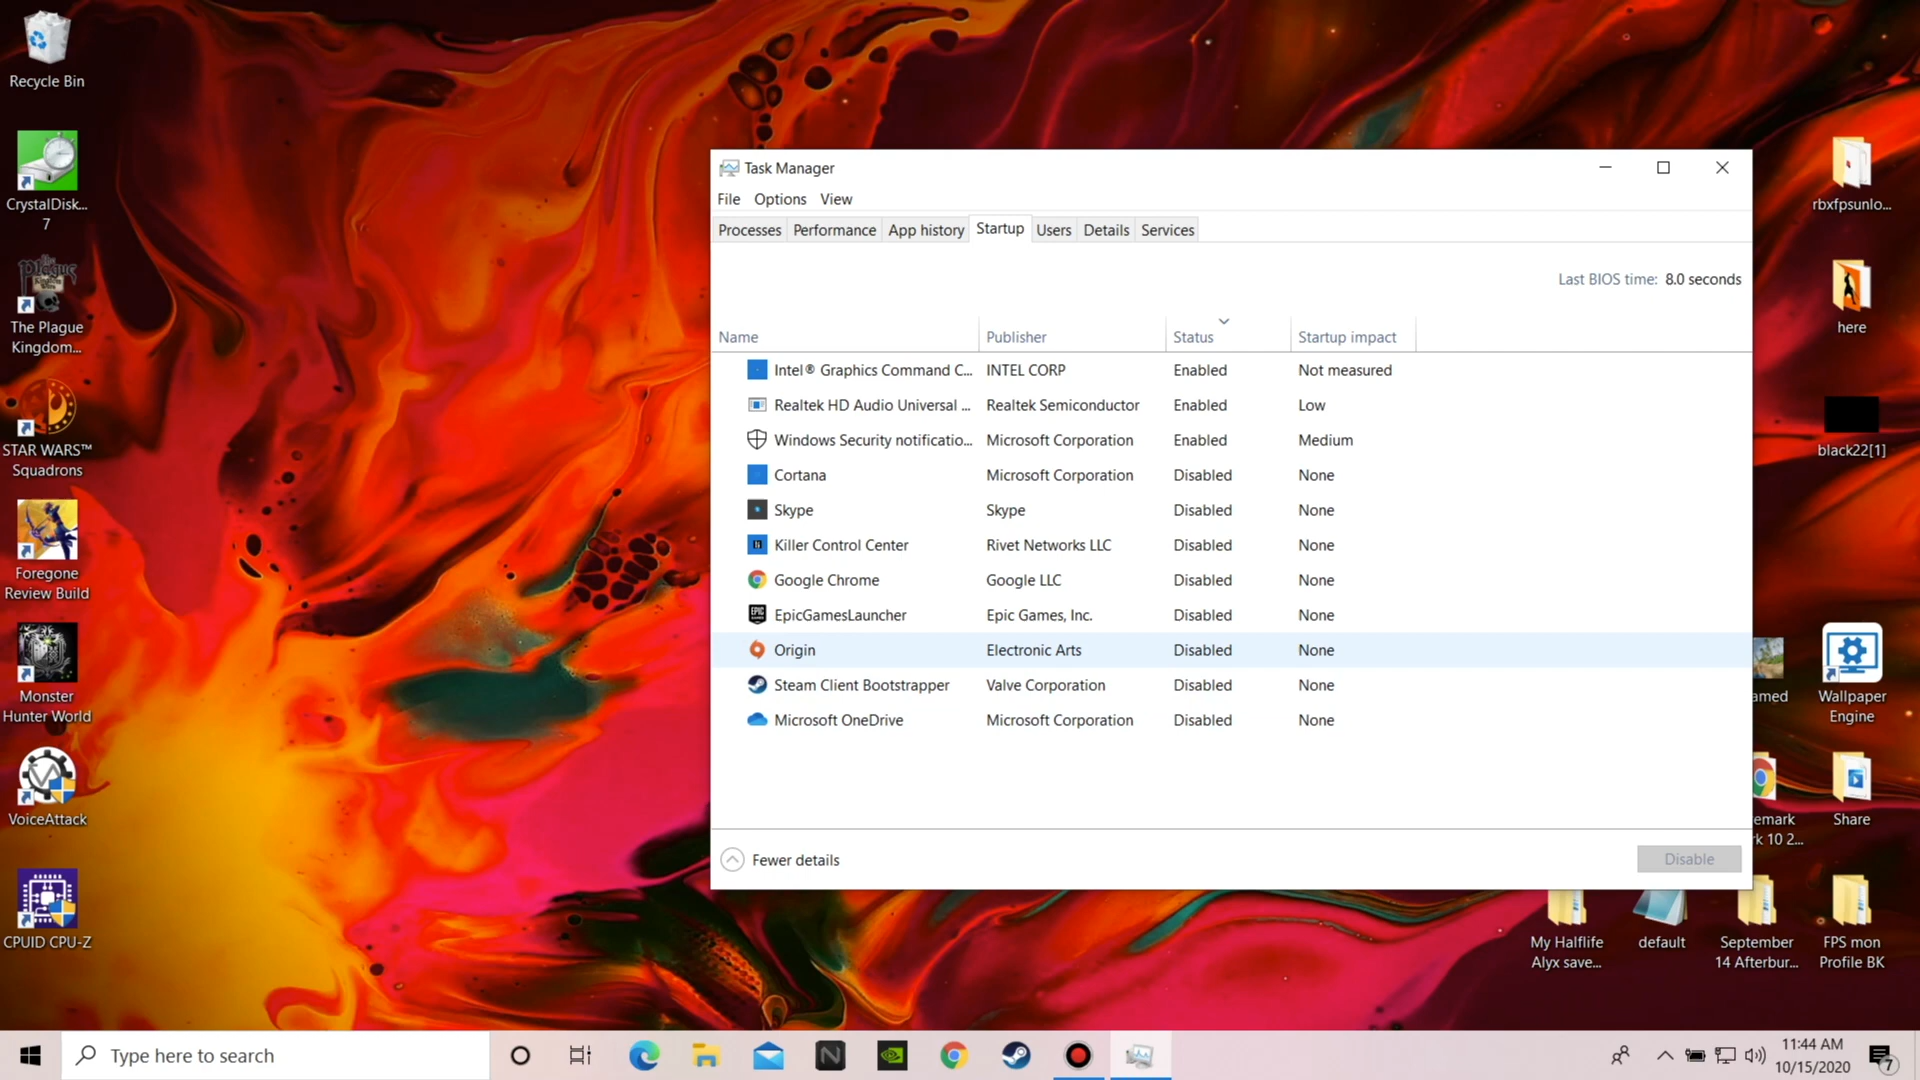 Recycle Bin
CrystalDisk...
7
The Plague
Kingdom...
STAR WARS™
Squadrons
Foregone
Review Build
Monster
Hunter World
VoiceAttack
CPUID CPU-Z
Task Manager
File Options View
Processes Performance App history Startup Users Details Services
Last BIOS time: 8.0 seconds
Name Publisher Status Startup impact
Intel® Graphics Command C... INTEL CORP Enabled Not measured
Realtek HD Audio Universal ... Realtek Semiconductor Enabled Low
Windows Security notificatio... Microsoft Corporation Enabled Medium
Cortana Microsoft Corporation Disabled None
Skype Skype Disabled None
Killer Control Center Rivet Networks LLC Disabled None
Google Chrome Google LLC Disabled None
EpicGamesLauncher Epic Games, Inc. Disabled None
Origin Electronic Arts Disabled None
Steam Client Bootstrapper Valve Corporation Disabled None
Microsoft OneDrive Microsoft Corporation Disabled None
Fewer details
Disable
rbxfpsunlo...
here
black22[1]
amed
Wallpaper
Engine
emark
rk 10 2...
Share
My Halflife
Alyx save...
default
September
14 Afterbur...
FPS mon
Profile BK
Type here to search
11:44 AM
10/15/2020
7